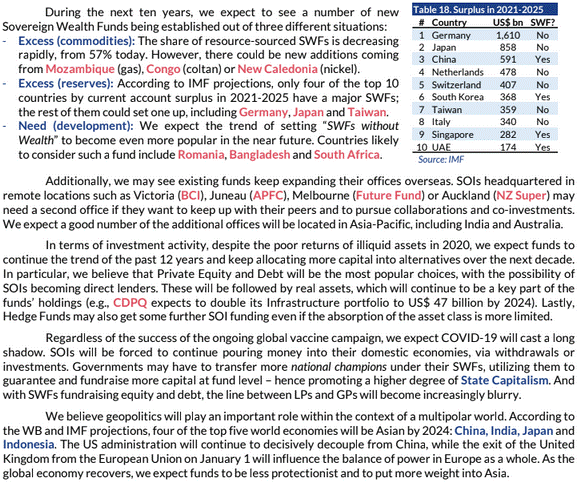 During the next ten years, we expect to see a number of new
Sovereign Wealth Funds being established out of three different situations:
- Excess (commodities): The share of resource-sourced SWFs is decreasing
rapidly, from 57% today. However, there could be new additions coming
from Mozambique (gas), Congo (coltan) or New Caledonia (nickel).
- Excess (reserves): According to IMF projections, only four of the top 10
countries by current account surplus in 2021-2025 have a major SWFs;
the rest of them could set one up, including Germany, Japan and Taiwan.
- Need (development): We expect the trend of setting "SWFs without
Wealth" to become even more popular in the near future. Countries likely
to consider such a fund include Romania, Bangladesh and South Africa.
Table 18. Surplus in 2021-2025
# Country US$ bn SWF?
1 Germany 1,610 No
2 Japan 858 No
3 China 591 Yes
4 Netherlands 478 No
5 Switzerland 407 No
6 South Korea 368 Yes
7 Taiwan 359 No
8 Italy 340 No
9 Singapore 282 Yes
10 UAE 174 Yes
Source: IMF
Additionally, we may see existing funds keep expanding their offices overseas. SOIs headquartered in
remote locations such as Victoria (BCI), Juneau (APFC), Melbourne (Future Fund) or Auckland (NZ Super) may
need a second office if they want to keep up with their peers and to pursue collaborations and co-investments.
We expect a good number of the additional offices will be located in Asia-Pacific, including India and Australia.
In terms of investment activity, despite the poor returns of illiquid assets in 2020, we expect funds to
continue the trend of the past 12 years and keep allocating more capital into alternatives over the next decade.
In particular, we believe that Private Equity and Debt will be the most popular choices, with the possibility of
SOIs becoming direct lenders. These will be followed by real assets, which will continue to be a key part of the
funds' holdings (e.g., CDPQ expects to double its Infrastructure portfolio to US$ 47 billion by 2024). Lastly,
Hedge Funds may also get some further SOI funding even if the absorption of the asset class is more limited.
Regardless of the success of the ongoing global vaccine campaign, we expect COVID-19 will cast a long
shadow. SOIs will be forced to continue pouring money into their domestic economies, via withdrawals or
investments. Governments may have to transfer more national champions under their SWFs, utilizing them to
guarantee and fundraise more capital at fund level – hence promoting a higher degree of State Capitalism. And
with SWFs fundraising equity and debt, the line between LPs and GPs will become increasingly blurry.
We believe geopolitics will play an important role within the context of a multipolar world. According to
the WB and IMF projections, four of the top five world economies will be Asian by 2024: China, India, Japan and
Indonesia. The US administration will continue to decisively decouple from China, while the exit of the United
Kingdom from the European Union on January 1 will influence the balance of power in Europe as a whole. As the
global economy recovers, we expect funds to be less protectionist and to put more weight into Asia.